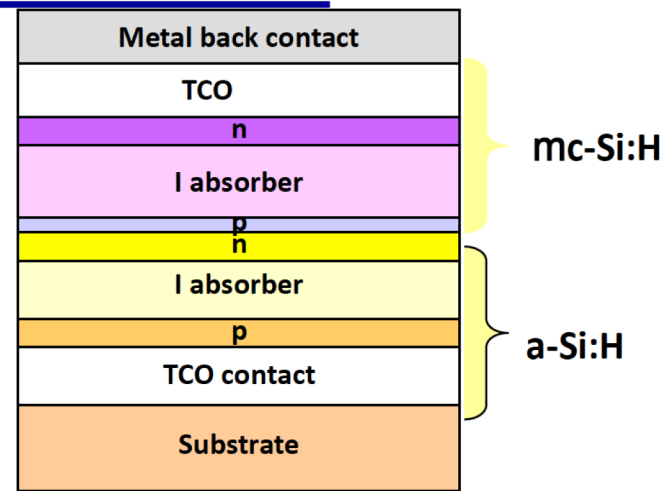 Metal back contact
TCO
n
mc-Si:H
I absorber
p
n
I absorber
p
a-Si:H
TCO contact
Substrate